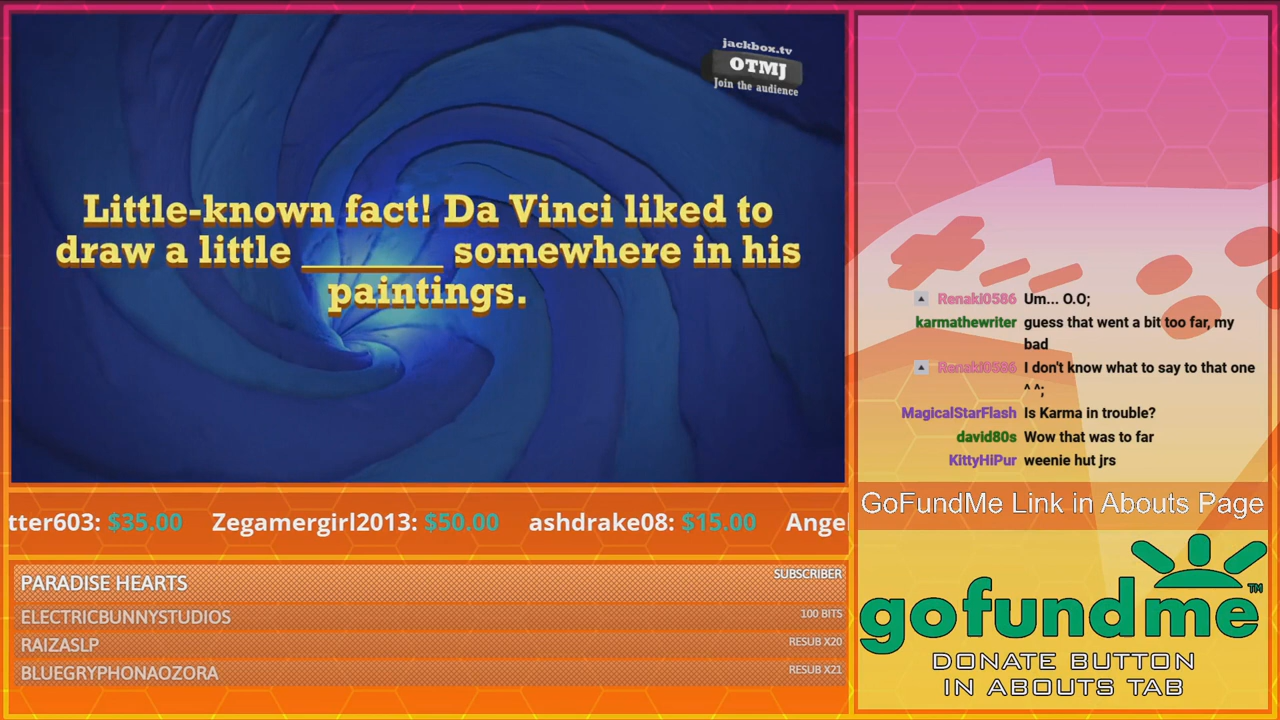 jackbox.tv
OTMJ
Join the audience
Little-known fact! Da Vinci liked to
draw a little ________ somewhere in his
paintings.
Renaki0586 Um... O.O;
karmathewriter guess that went a bit too far, my
bad
Renaki0586 I don't know what to say to that one
^ ^;
MagicalStarFlash Is Karma in trouble?
david80s Wow that was to far
KittyHiPur weenie hut jrs
GoFundMe Link in Abouts Page
gofundme™
DONATE BUTTON
IN ABOUTS TAB
tter603: $35.00 Zegamergirl2013: $50.00 ashdrake08: $15.00 Angel
PARADISE HEARTS SUBSCRIBER
ELECTRICBUNNYSTUDIOS 100 BITS
RAIZASLP RESUB X20
BLUEGRYPHONAOZORA RESUB X21